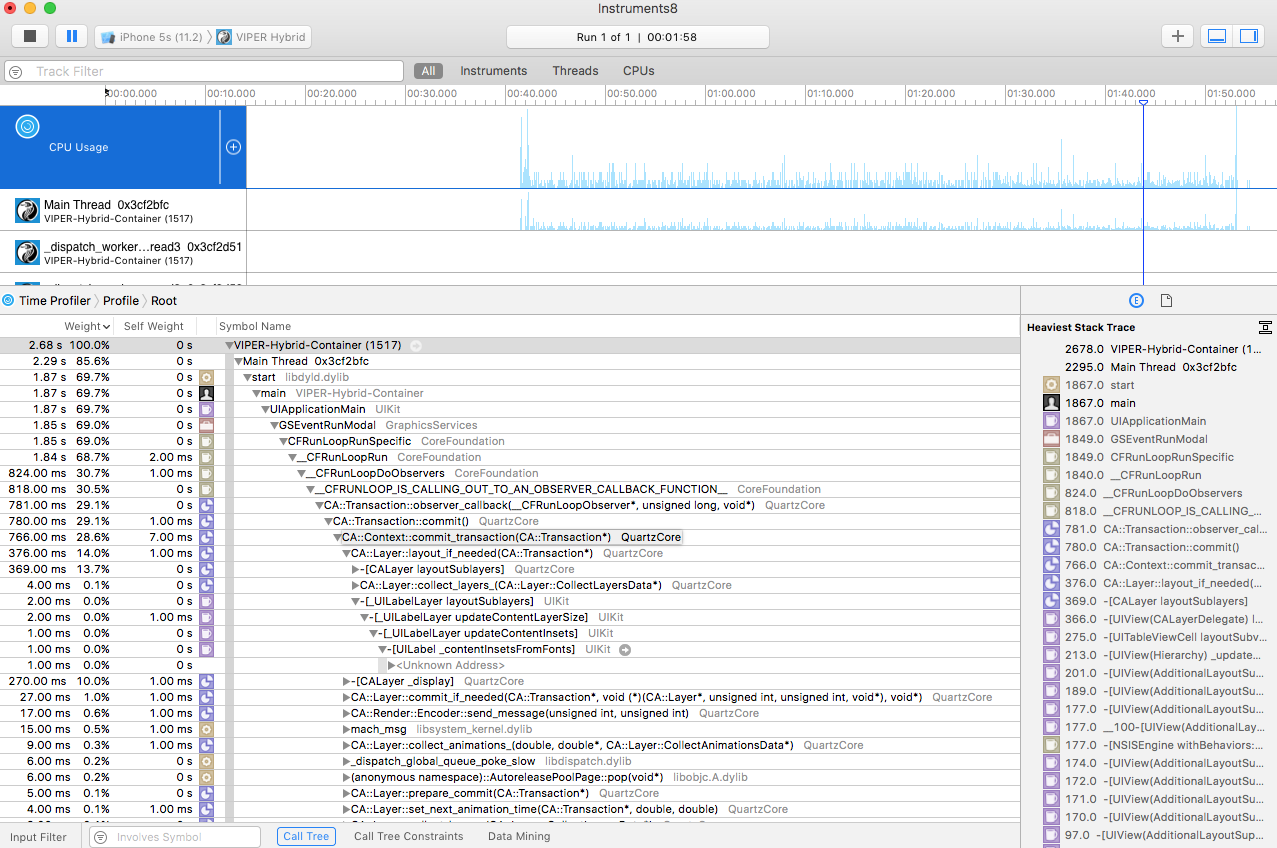 Instruments8
iPhone 5s (11.2) VIPER Hybrid
Run 1 of 1 | 00:01:58
Track Filter
All Instruments Threads CPUs
00:00.000 00:10.000 00:20.000 00:30.000 00:40.000 00:50.000 01:00.000 01:10.000 01:20.000 01:30.000 01:40.000 01:50.000
CPU Usage
Main Thread 0x3cf2bfc
VIPER-Hybrid-Container (1517)
_dispatch_worker...read3 0x3cf2d51
VIPER-Hybrid-Container (1517)
Time Profiler Profile Root
Weight Self Weight Symbol Name
2.68 s 100.0% 0 s VIPER-Hybrid-Container (1517)
2.29 s 85.6% 0 s Main Thread 0x3cf2bfc
1.87 s 69.7% 0 s start libdyld.dylib
1.87 s 69.7% 0 s main VIPER-Hybrid-Container
1.87 s 69.7% 0 s UIApplicationMain UIKit
1.85 s 69.0% 0 s GSEventRunModal GraphicsServices
1.85 s 69.0% 0 s CFRunLoopRunSpecific CoreFoundation
1.84 s 68.7% 2.00 ms __CFRunLoopRun CoreFoundation
824.00 ms 30.7% 1.00 ms __CFRunLoopDoObservers CoreFoundation
818.00 ms 30.5% 0 s __CFRUNLOOP_IS_CALLING_OUT_TO_AN_OBSERVER_CALLBACK_FUNCTION__ CoreFoundation
781.00 ms 29.1% 0 s CA::Transaction::observer_callback(__CFRunLoopObserver*, unsigned long, void*) QuartzCore
780.00 ms 29.1% 1.00 ms CA::Transaction::commit() QuartzCore
766.00 ms 28.6% 7.00 ms CA::Context::commit_transaction(CA::Transaction*) QuartzCore
376.00 ms 14.0% 1.00 ms CA::Layer::layout_if_needed(CA::Transaction*) QuartzCore
369.00 ms 13.7% 0 s -[CALayer layoutSublayers] QuartzCore
4.00 ms 0.1% 0 s CA::Layer::collect_layers_(CA::Layer::CollectLayersData*) QuartzCore
2.00 ms 0.0% 0 s -[_UILabelLayer layoutSublayers] UIKit
2.00 ms 0.0% 1.00 ms -[_UILabelLayer updateContentLayerSize] UIKit
1.00 ms 0.0% 0 s -[_UILabelLayer updateContentInsets] UIKit
1.00 ms 0.0% 0 s -[UILabel _contentInsetsFromFonts] UIKit
1.00 ms 0.0% 0 s <Unknown Address>
270.00 ms 10.0% 1.00 ms -[CALayer _display] QuartzCore
27.00 ms 1.0% 1.00 ms CA::Layer::commit_if_needed(CA::Transaction*, void (*)(CA::Layer*, unsigned int, unsigned int, void*), void*) QuartzCore
17.00 ms 0.6% 1.00 ms CA::Render::Encoder::send_message(unsigned int, unsigned int) QuartzCore
15.00 ms 0.5% 1.00 ms mach_msg libsystem_kernel.dylib
9.00 ms 0.3% 1.00 ms CA::Layer::collect_animations_(double, double*, CA::Layer::CollectAnimationsData*) QuartzCore
6.00 ms 0.2% 0 s _dispatch_global_queue_poke_slow libdispatch.dylib
6.00 ms 0.2% 0 s (anonymous namespace)::AutoreleasePoolPage::pop(void*) libobjc.A.dylib
5.00 ms 0.1% 0 s CA::Layer::prepare_commit(CA::Transaction*) QuartzCore
4.00 ms 0.1% 1.00 ms CA::Layer::set_next_animation_time(CA::Transaction*, double, double) QuartzCore
Input Filter Involves Symbol Call Tree Call Tree Constraints Data Mining
E
Heaviest Stack Trace
2678.0 VIPER-Hybrid-Container (1...
2295.0 Main Thread 0x3cf2bfc
1867.0 start
1867.0 main
1867.0 UIApplicationMain
1849.0 GSEventRunModal
1849.0 CFRunLoopRunSpecific
1840.0 __CFRunLoopRun
824.0 __CFRunLoopDoObservers
818.0 __CFRUNLOOP_IS_CALLING_...
781.0 CA::Transaction::observer_cal...
780.0 CA::Transaction::commit()
766.0 CA::Context::commit_transac...
376.0 CA::Layer::layout_if_needed(...
369.0 -[CALayer layoutSublayers]
366.0 -[UIView(CALayerDelegate) la...
275.0 -[UITableViewCell layoutSubv...
213.0 -[UIView(Hierarchy) _update...
201.0 -[UIView(AdditionalLayoutSu...
189.0 -[UIView(AdditionalLayoutSu...
177.0 -[UIView(AdditionalLayoutSu...
177.0 __100-[UIView(AdditionalLay...
177.0 -[NSISEngine withBehaviors:...
174.0 -[UIView(AdditionalLayoutSu...
172.0 -[UIView(AdditionalLayoutSu...
171.0 -[UIView(AdditionalLayoutSu...
170.0 -[UIView(AdditionalLayoutSu...
97.0 -[UIView(AdditionalLayoutSup...